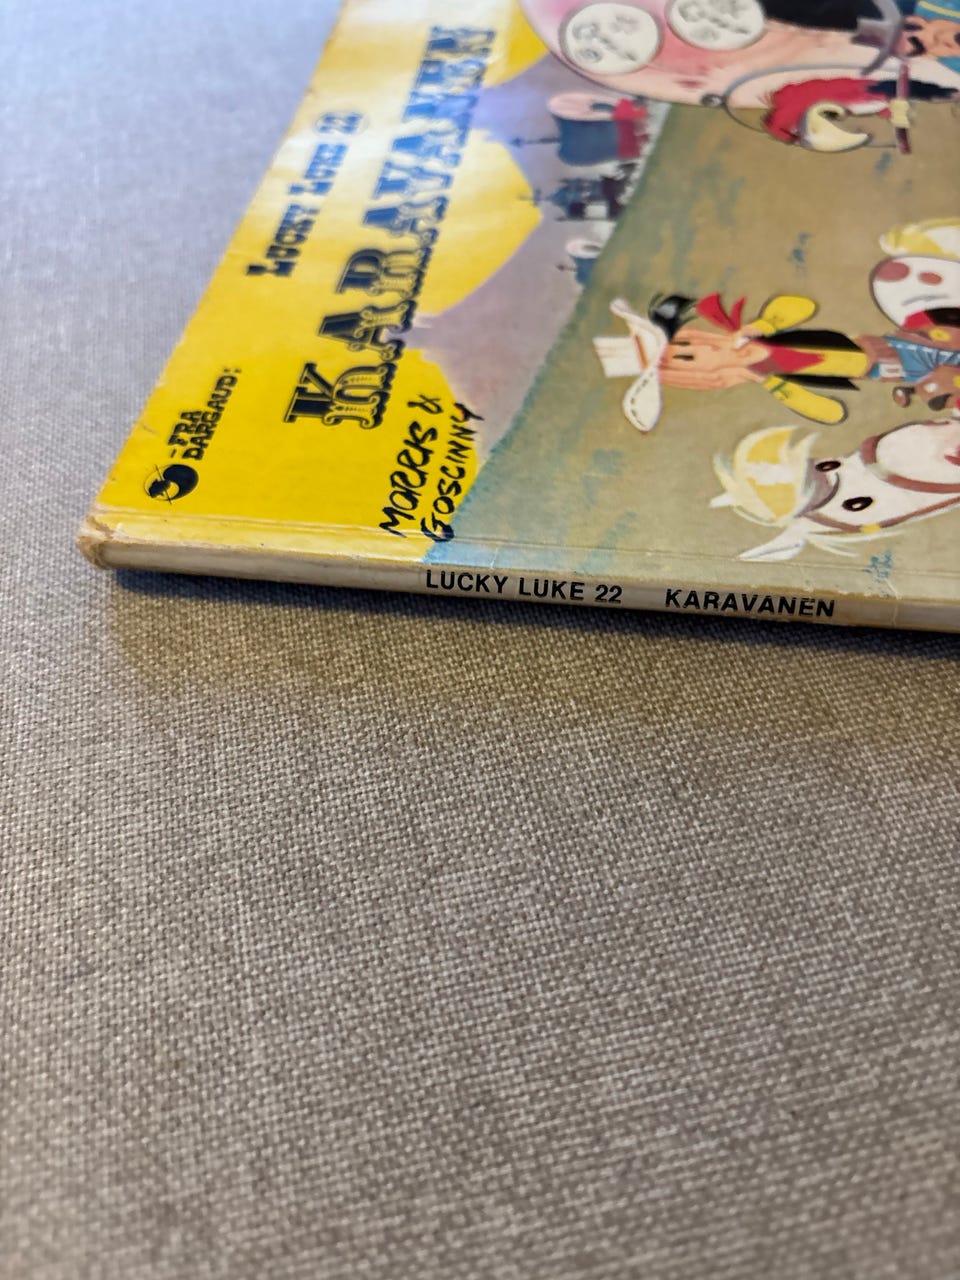 LUCKY LUKE 22
KARAVANEN
MORRIS &
GOSCINNY
-FRA
DARGAUD:
LUCKY LUKE 22 KARAVANEN